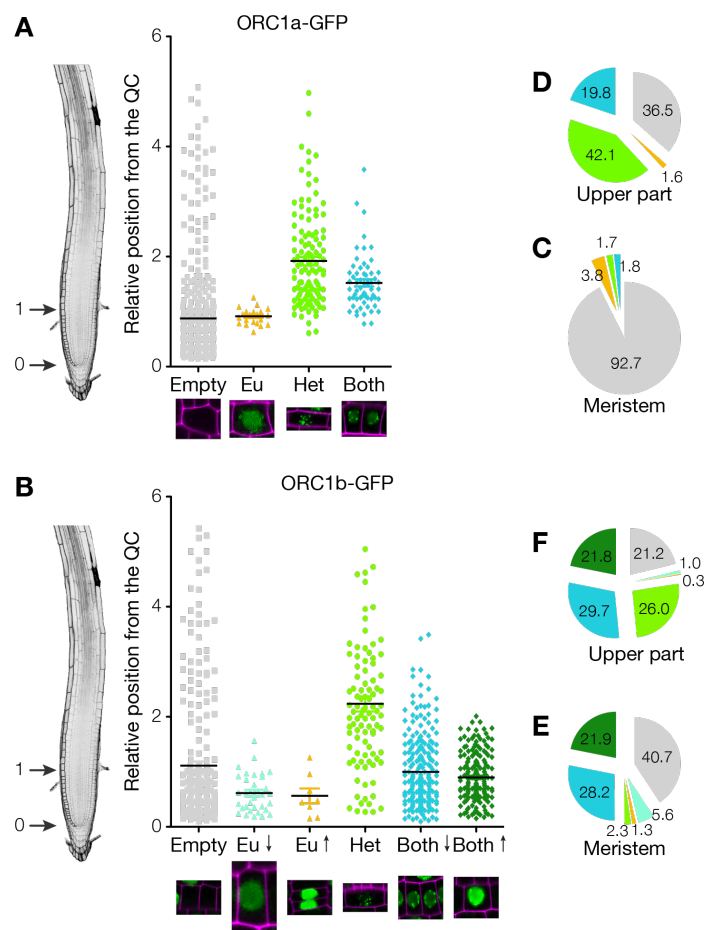 A
ORC1a-GFP
Relative position from the QC
6
4
2
0
1
0
Empty Eu Het Both
D
19.8
36.5
42.1
1.6
Upper part
C
1.7
3.8
1.8
92.7
Meristem
B
ORC1b-GFP
Relative position from the QC
6
4
2
0
1
0
Empty Eu↓ Eu↑ Het Both↓ Both↑
F
21.8
21.2
1.0
0.3
29.7
26.0
Upper part
E
21.9
40.7
28.2
5.6
2.3
1.3
Meristem